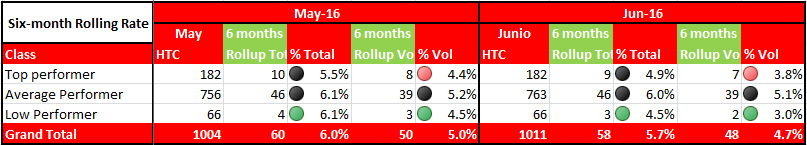 Six-month Rolling Rate May-16 Jun-16
May 6 months 6 months Junio 6 months 6 months
Class HTC Rollup Tot % Total Rollup Vo % Vol HTC Rollup Tot % Total Rollup Vo % Vol
Top performer 182 10 5.5% 8 4.4% 182 9 4.9% 7 3.8%
Average Performer 756 46 6.1% 39 5.2% 763 46 6.0% 39 5.1%
Low Performer 66 4 6.1% 3 4.5% 66 3 4.5% 2 3.0%
Grand Total 1004 60 6.0% 50 5.0% 1011 58 5.7% 48 4.7%